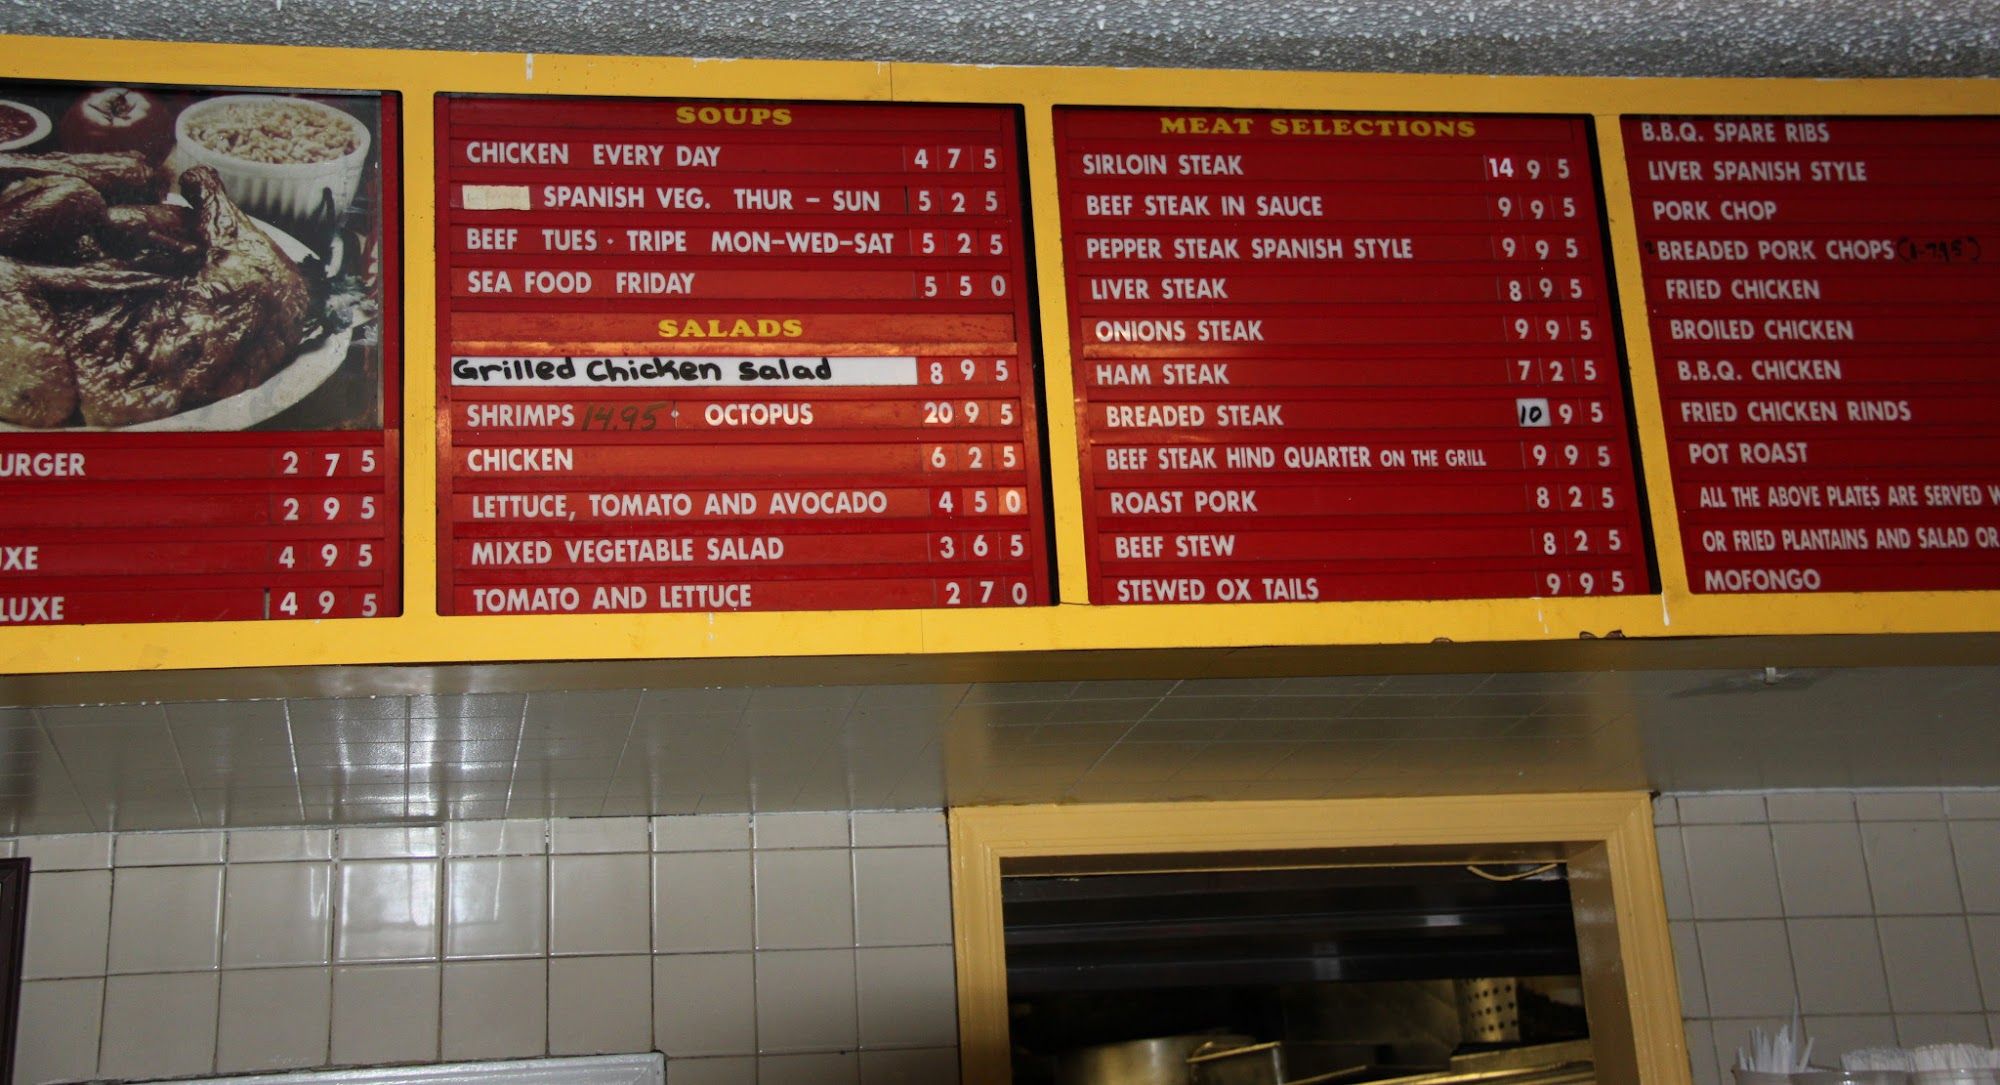 URGER 2 7 5
2 9 5
UXE 4 9 5
LUXE 4 9 5
SOUPS
CHICKEN EVERY DAY 4 7 5
SPANISH VEG. THUR - SUN 5 2 5
BEEF TUES · TRIPE MON-WED-SAT 5 2 5
SEA FOOD FRIDAY 5 5 0
SALADS
Grilled Chicken Salad 8 9 5
SHRIMPS 14.95 · OCTOPUS 20 9 5
CHICKEN 6 2 5
LETTUCE, TOMATO AND AVOCADO 4 5 0
MIXED VEGETABLE SALAD 3 6 5
TOMATO AND LETTUCE 2 7 0
MEAT SELECTIONS
SIRLOIN STEAK 14 9 5
BEEF STEAK IN SAUCE 9 9 5
PEPPER STEAK SPANISH STYLE 9 9 5
LIVER STEAK 8 9 5
ONIONS STEAK 9 9 5
HAM STEAK 7 2 5
BREADED STEAK 10 9 5
BEEF STEAK HIND QUARTER ON THE GRILL 9 9 5
ROAST PORK 8 2 5
BEEF STEW 8 2 5
STEWED OX TAILS 9 9 5
B.B.Q. SPARE RIBS
LIVER SPANISH STYLE
PORK CHOP
BREADED PORK CHOPS (1-7.95)
FRIED CHICKEN
BROILED CHICKEN
B.B.Q. CHICKEN
FRIED CHICKEN RINDS
POT ROAST
ALL THE ABOVE PLATES ARE SERVED W
OR FRIED PLANTAINS AND SALAD OR
MOFONGO